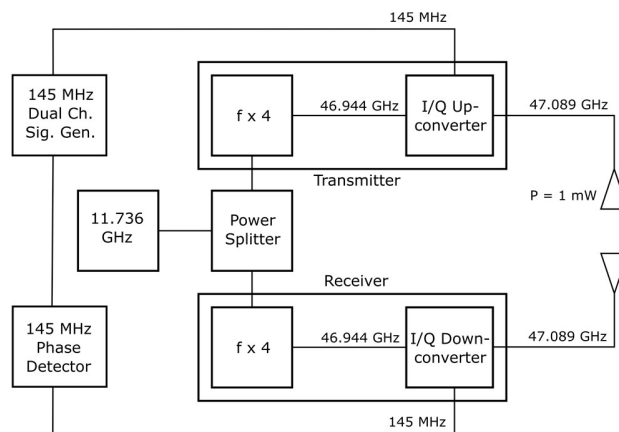 145 MHz
145 MHz
Dual Ch.
Sig. Gen.
f x 4
46.944 GHz
I/Q Up-
converter
47.089 GHz
Transmitter
P = 1 mW
11.736
GHz
Power
Splitter
Receiver
145 MHz
Phase
Detector
f x 4
46.944 GHz
I/Q Down-
converter
47.089 GHz
145 MHz